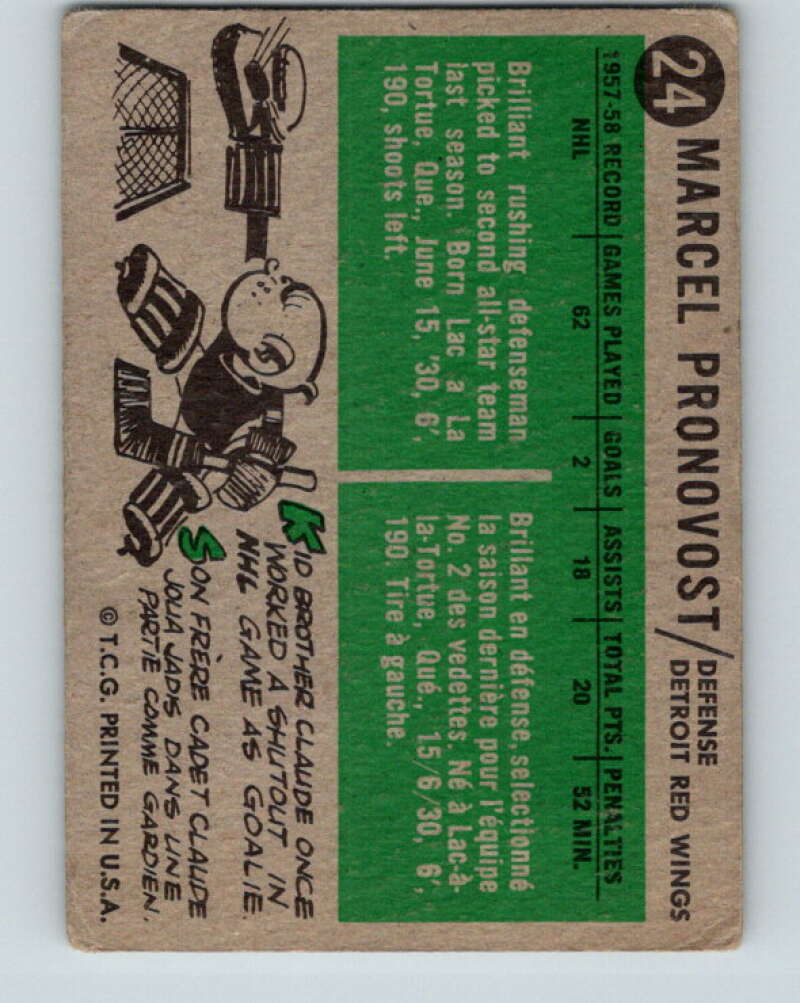 24 MARCEL PRONOVOST/ DEFENSE
DETROIT RED WINGS
1957-58 RECORD | GAMES PLAYED | GOALS | ASSISTS | TOTAL PTS. | PENALTIES
NHL 62 2 18 20 52 MIN.
Brilliant rushing defenseman
picked to second all-star team
last season. Born Lac a La
Tortue, Que., June 15, '30, 6',
190, shoots left.
Brillant en défense, selectionné
la saison dernière pour l'équipe
No. 2 des vedettes. Né à Lac-à-
la-Tortue, Qué., 15/6/30, 6',
190. Tire à gauche.
KID BROTHER CLAUDE ONCE
WORKED A SHUTOUT IN
NHL GAME AS GOALIE.
SON FRÈRE CADET CLAUDE
JOUA JADIS DANS UNE
PARTIE COMME GARDIEN.
© T.C.G. PRINTED IN U.S.A.